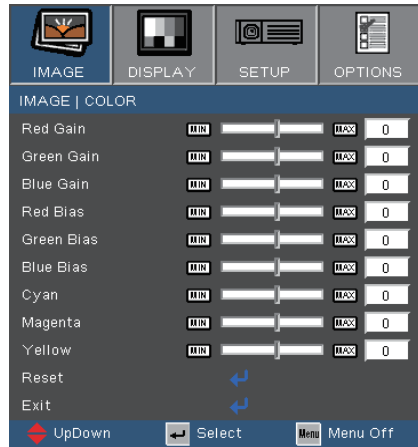 IMAGE DISPLAY SETUP OPTIONS
IMAGE | COLOR
Red Gain MIN MAX 0
Green Gain MIN MAX 0
Blue Gain MIN MAX 0
Red Bias MIN MAX 0
Green Bias MIN MAX 0
Blue Bias MIN MAX 0
Cyan MIN MAX 0
Magenta MIN MAX 0
Yellow MIN MAX 0
Reset
Exit
UpDown Select Menu Menu Off